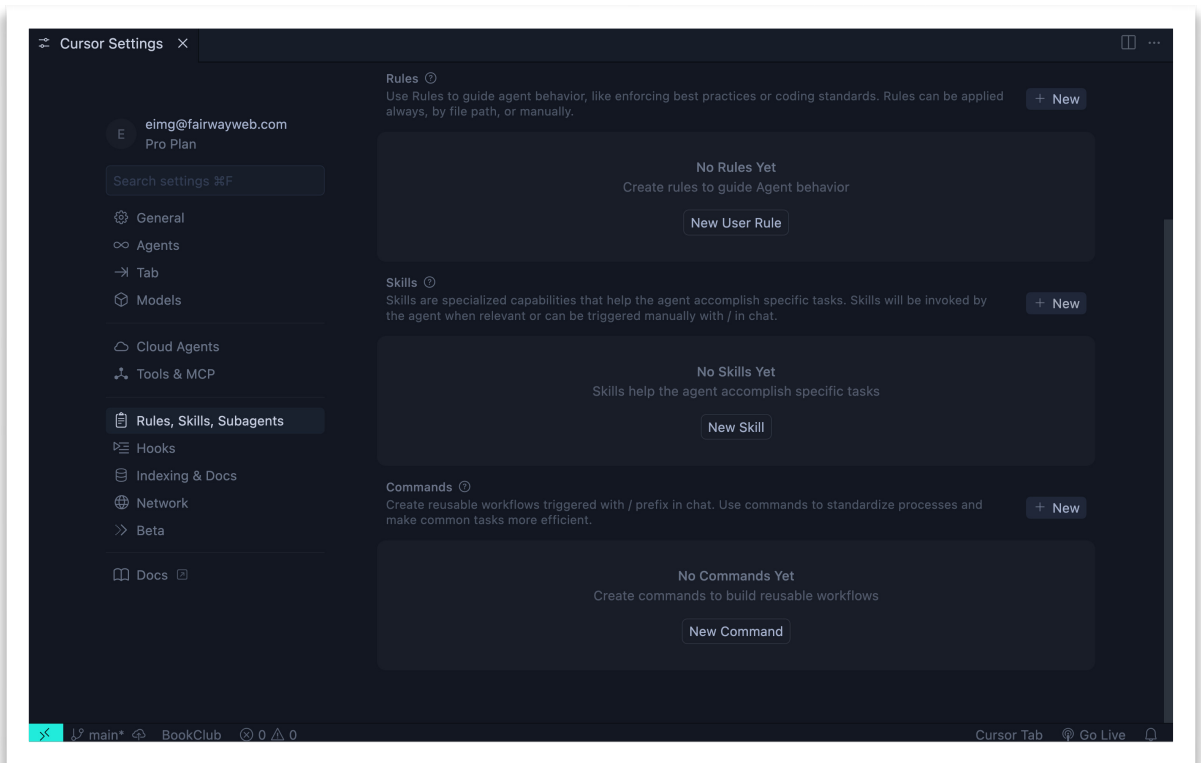 Cursor Settings
E
eimg@fairwayweb.com
Pro Plan
Search settings ⌘F
General
Agents
Tab
Models
Cloud Agents
Tools & MCP
Rules, Skills, Subagents
Hooks
Indexing & Docs
Network
Beta
Docs
Rules
Use Rules to guide agent behavior, like enforcing best practices or coding standards. Rules can be applied
always, by file path, or manually.
+ New
No Rules Yet
Create rules to guide Agent behavior
New User Rule
Skills
Skills are specialized capabilities that help the agent accomplish specific tasks. Skills will be invoked by
the agent when relevant or can be triggered manually with / in chat.
+ New
No Skills Yet
Skills help the agent accomplish specific tasks
New Skill
Commands
Create reusable workflows triggered with / prefix in chat. Use commands to standardize processes and
make common tasks more efficient.
+ New
No Commands Yet
Create commands to build reusable workflows
New Command
main* BookClub 0 0 Cursor Tab Go Live